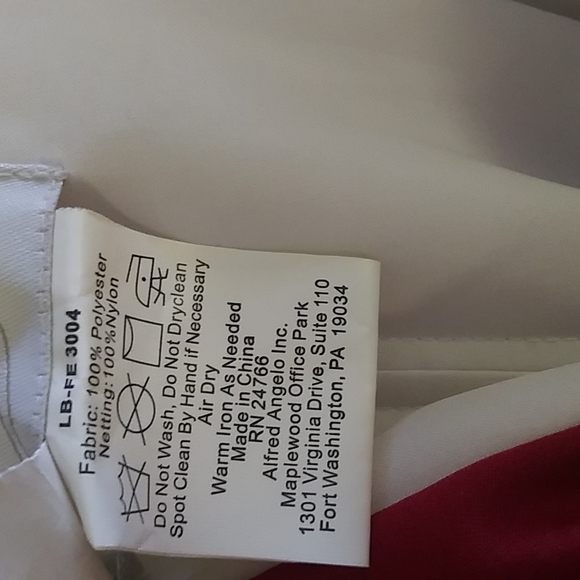 LB-FE 3004
Fabric: 100% Polyester
Netting:100%Nylon
Do Not Wash, Do Not Dryclean
Spot Clean By Hand if Necessary
Air Dry
Warm Iron As Needed
Made in China
RN 24766
Alfred Angelo Inc.
Maplewood Office Park
1301 Virginia Drive, Suite 110
Fort Washington, PA 19034